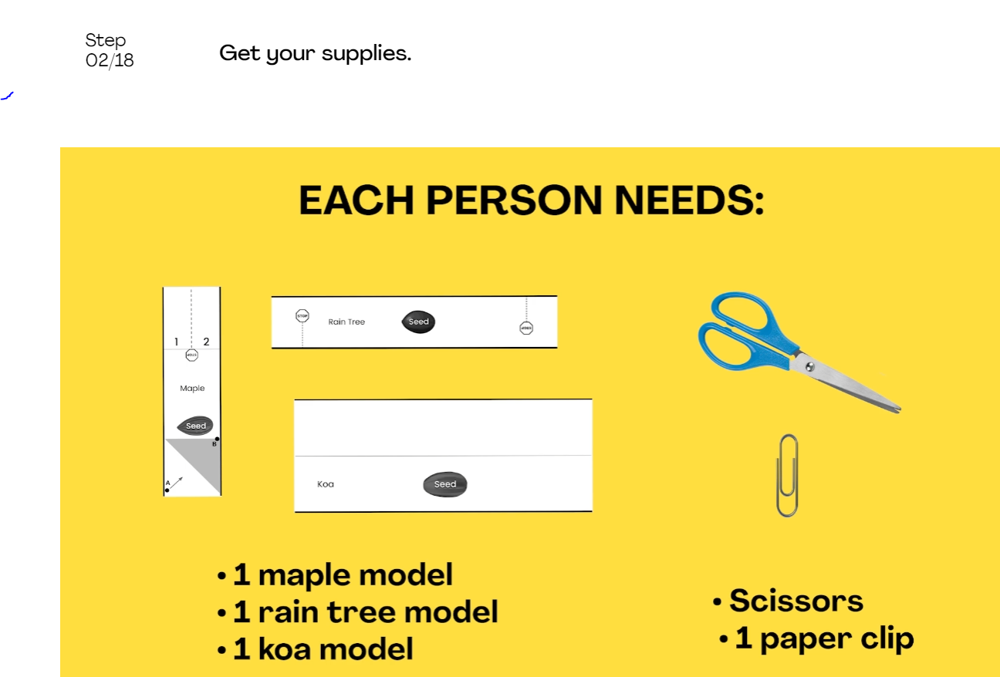 Step
02/18
Get your supplies.
EACH PERSON NEEDS:
1 2
STOP
Maple
Seed
B
A
STOP
Rain Tree
Seed
STOP
Koa
Seed
• 1 maple model
• 1 rain tree model
• 1 koa model
• Scissors
• 1 paper clip